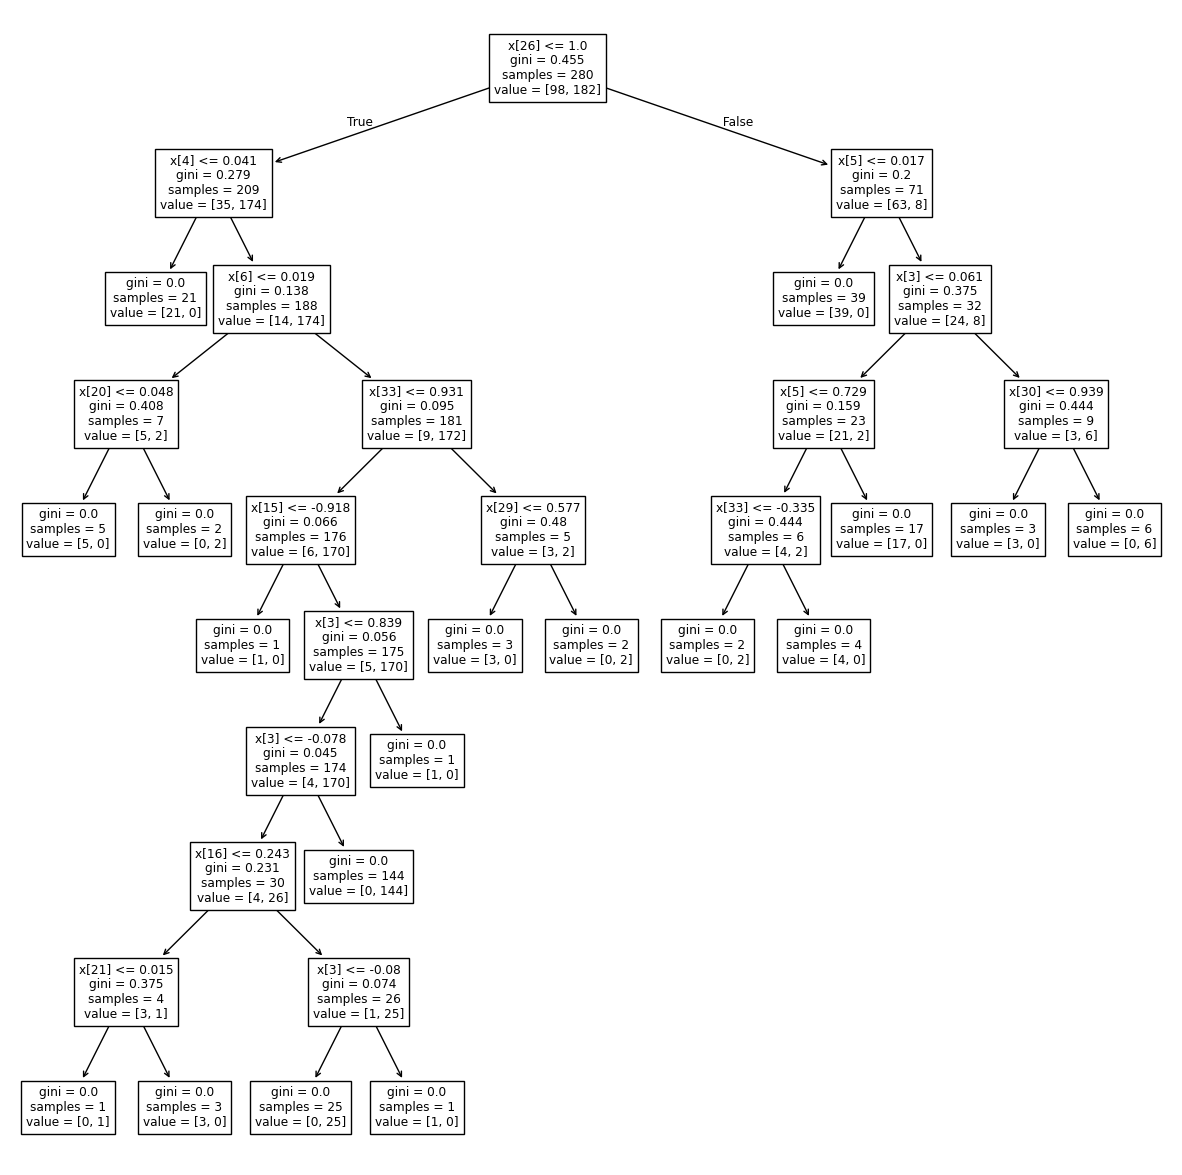 x[26] <= 1.0
gini = 0.455
samples = 280
value = [98, 182]
True
False
x[4] <= 0.041
gini = 0.279
samples = 209
value = [35, 174]
x[5] <= 0.017
gini = 0.2
samples = 71
value = [63, 8]
gini = 0.0
samples = 21
value = [21, 0]
x[6] <= 0.019
gini = 0.138
samples = 188
value = [14, 174]
gini = 0.0
samples = 39
value = [39, 0]
x[3] <= 0.061
gini = 0.375
samples = 32
value = [24, 8]
x[20] <= 0.048
gini = 0.408
samples = 7
value = [5, 2]
x[33] <= 0.931
gini = 0.095
samples = 181
value = [9, 172]
x[5] <= 0.729
gini = 0.159
samples = 23
value = [21, 2]
x[30] <= 0.939
gini = 0.444
samples = 9
value = [3, 6]
gini = 0.0
samples = 5
value = [5, 0]
gini = 0.0
samples = 2
value = [0, 2]
x[15] <= -0.918
gini = 0.066
samples = 176
value = [6, 170]
x[29] <= 0.577
gini = 0.48
samples = 5
value = [3, 2]
x[33] <= -0.335
gini = 0.444
samples = 6
value = [4, 2]
gini = 0.0
samples = 17
value = [17, 0]
gini = 0.0
samples = 3
value = [3, 0]
gini = 0.0
samples = 6
value = [0, 6]
gini = 0.0
samples = 1
value = [1, 0]
x[3] <= 0.839
gini = 0.056
samples = 175
value = [5, 170]
gini = 0.0
samples = 3
value = [3, 0]
gini = 0.0
samples = 2
value = [0, 2]
gini = 0.0
samples = 2
value = [0, 2]
gini = 0.0
samples = 4
value = [4, 0]
x[3] <= -0.078
gini = 0.045
samples = 174
value = [4, 170]
gini = 0.0
samples = 1
value = [1, 0]
x[16] <= 0.243
gini = 0.231
samples = 30
value = [4, 26]
gini = 0.0
samples = 144
value = [0, 144]
x[21] <= 0.015
gini = 0.375
samples = 4
value = [3, 1]
x[3] <= -0.08
gini = 0.074
samples = 26
value = [1, 25]
gini = 0.0
samples = 1
value = [0, 1]
gini = 0.0
samples = 3
value = [3, 0]
gini = 0.0
samples = 25
value = [0, 25]
gini = 0.0
samples = 1
value = [1, 0]